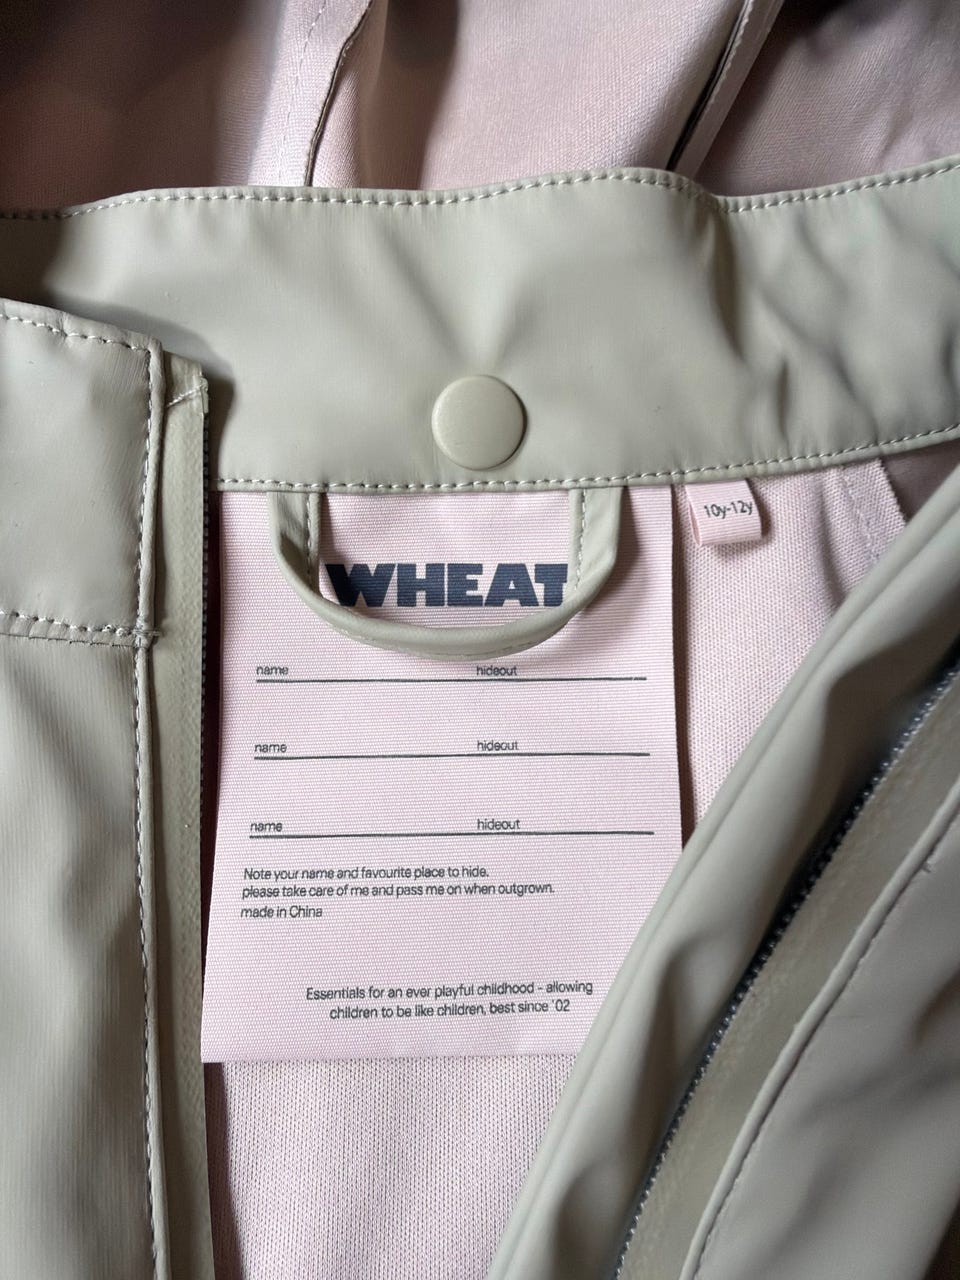 10y-12y
WHEAT
name hideout
name hideout
name hideout
Note your name and favourite place to hide.
please take care of me and pass me on when outgrown.
made in China
Essentials for an ever playful childhood - allowing
children to be like children, best since '02